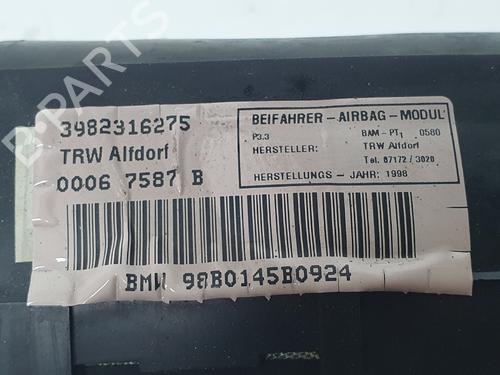 B-PARTS
3982316275
TRW Alfdorf
0006 7587 B
BEIFAHRER-AIRBAG-MODUL
P3.3 BAM-PT1 0580
HERSTELLER: TRW Alfdorf
Tel. 07172/3020
HERSTELLUNGS-JAHR: 1998
BMW 98B0145B0924